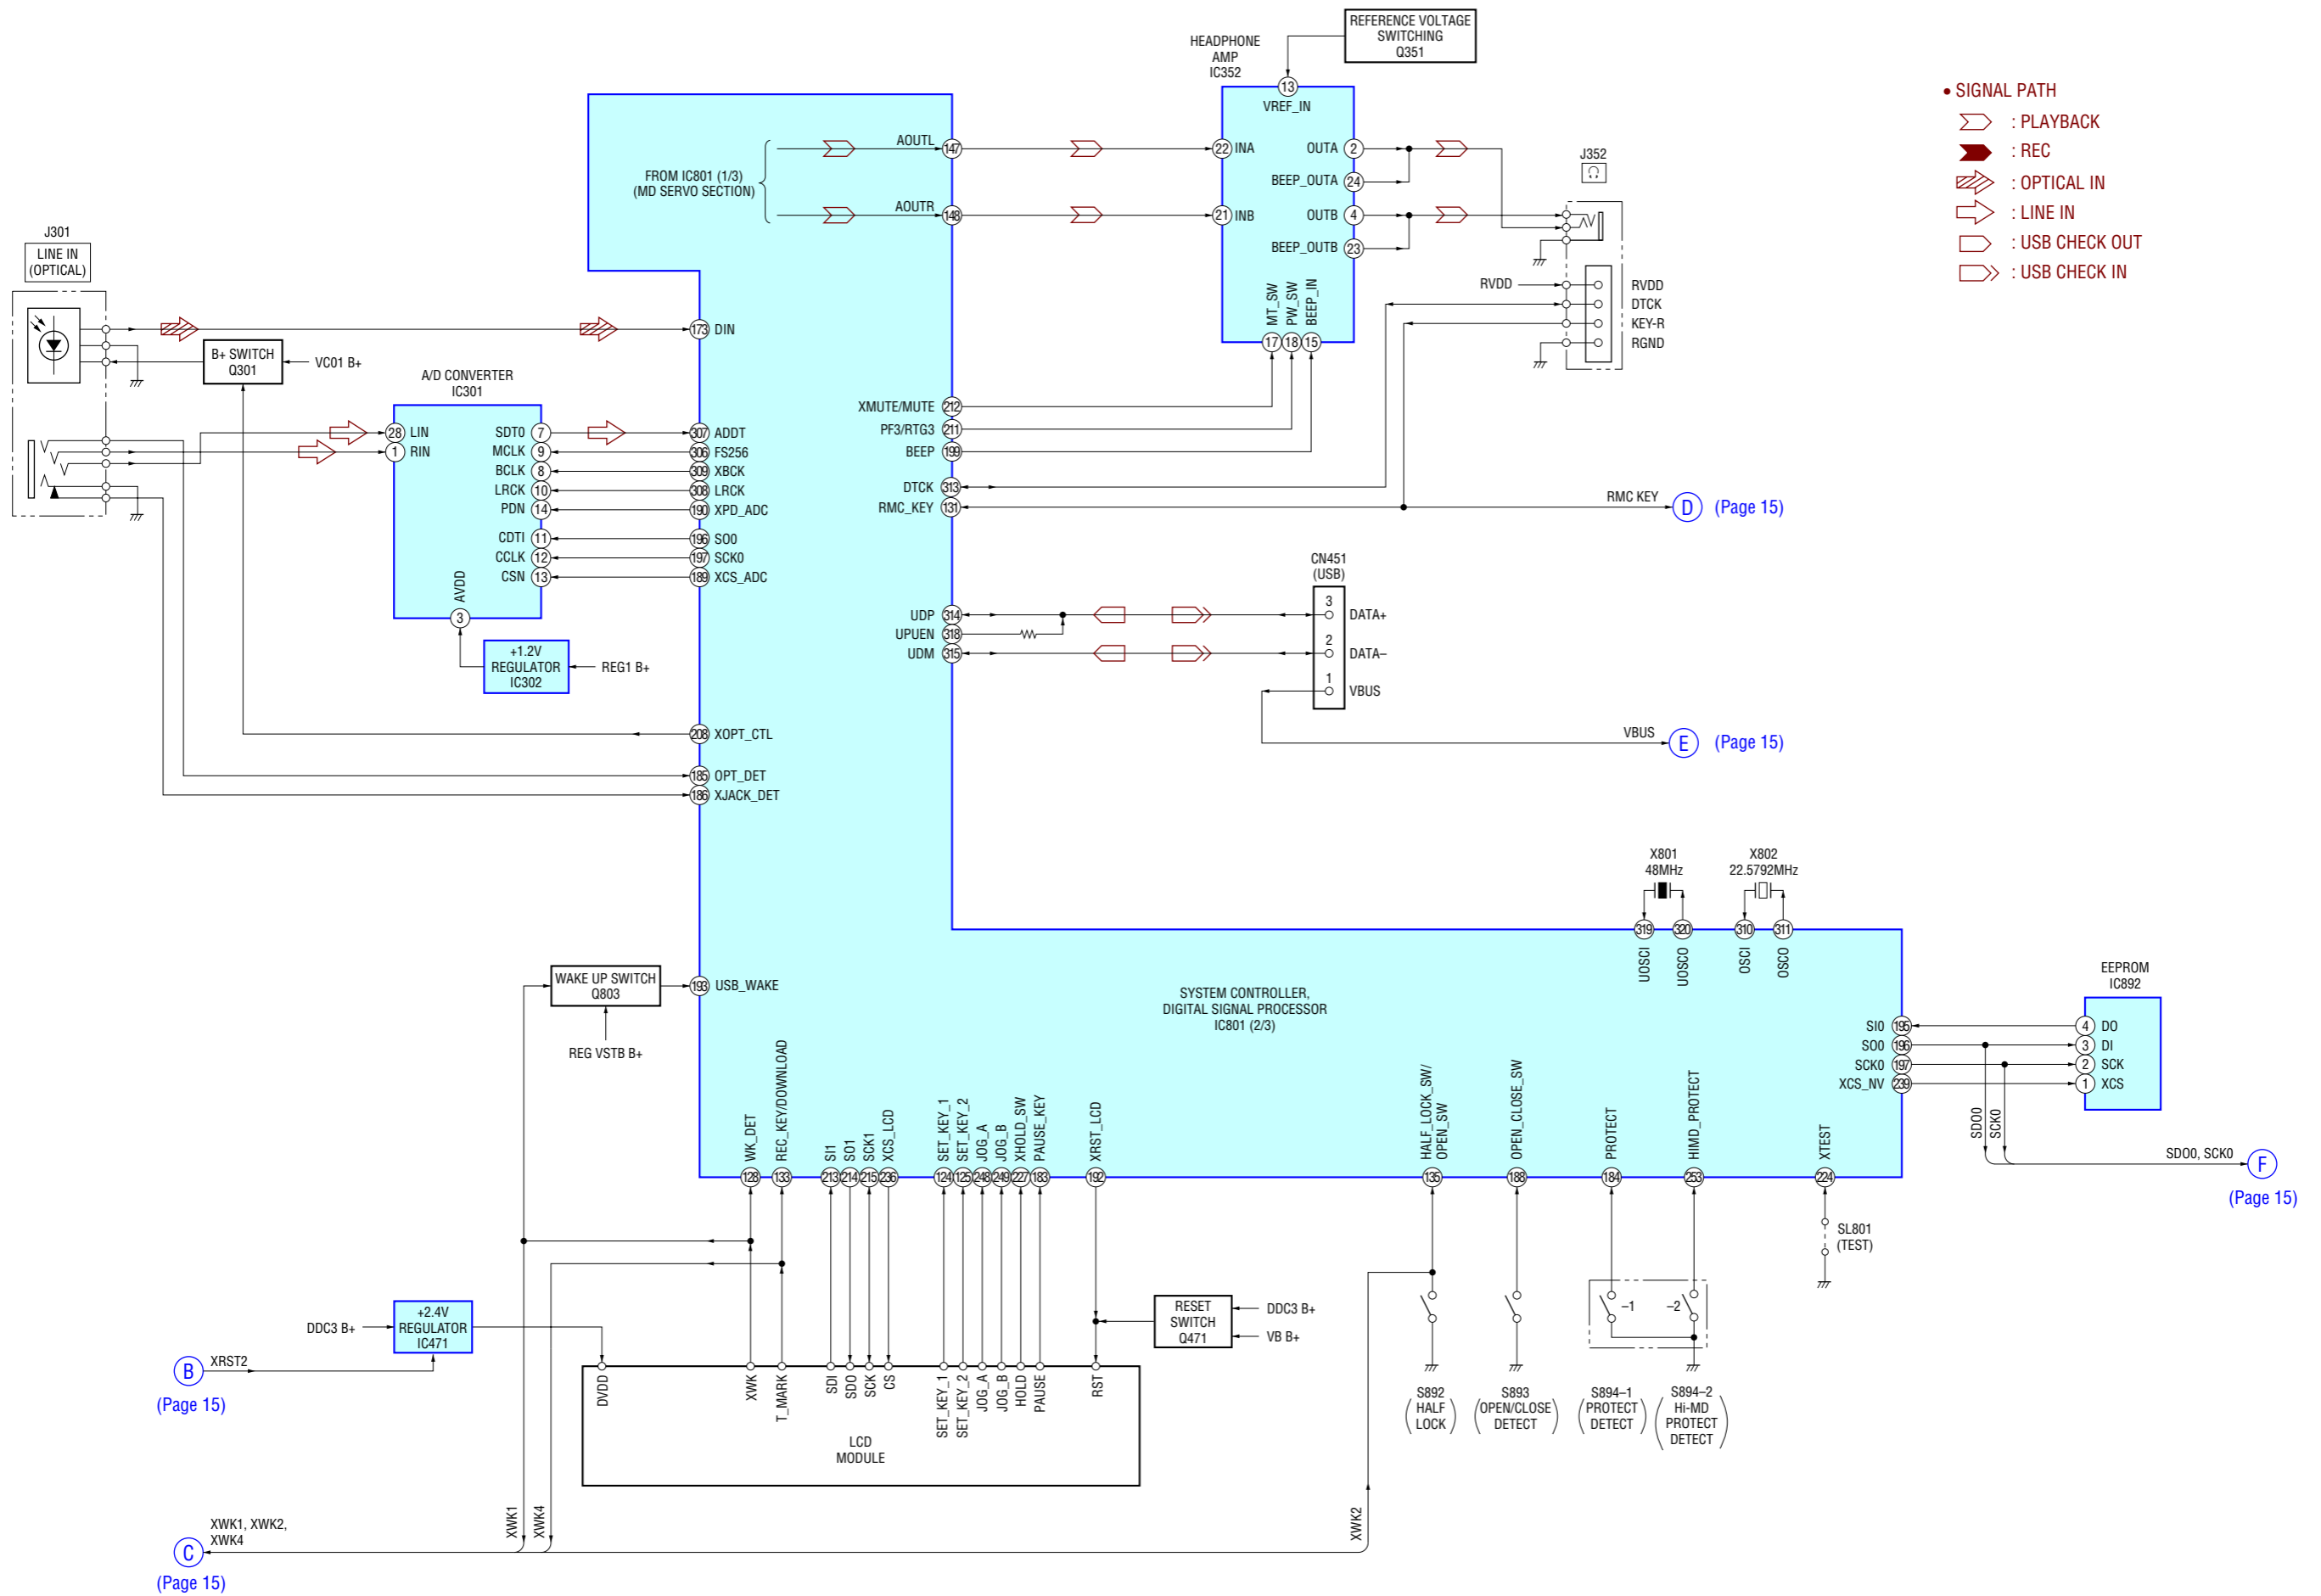 REFERENCE VOLTAGE
SWITCHING
Q351
HEADPHONE
AMP
IC352
13
VREF_IN
• SIGNAL PATH
: PLAYBACK
: REC
: OPTICAL IN
: LINE IN
: USB CHECK OUT
: USB CHECK IN
FROM IC801 (1/3)
(MD SERVO SECTION)
AOUTL
147
AOUTR
148
22 INA
21 INB
OUTA 2
BEEP_OUTA 24
OUTB 4
BEEP_OUTB 23
MT_SW
PW_SW
BEEP_IN
17
18
15
J352
RVDD
RVDD
DTCK
KEY-R
RGND
J301
LINE IN
(OPTICAL)
B+ SWITCH
Q301
VC01 B+
173 DIN
A/D CONVERTER
IC301
28 LIN
1 RIN
SDT0 7
MCLK 9
BCLK 8
LRCK 10
PDN 14
CDTI 11
CCLK 12
CSN 13
AVDD
3
307 ADDT
306 FS256
309 XBCK
308 LRCK
190 XPD_ADC
196 SO0
197 SCK0
189 XCS_ADC
+1.2V
REGULATOR
IC302
REG1 B+
208 XOPT_CTL
185 OPT_DET
186 XJACK_DET
XMUTE/MUTE 212
PF3/RTG3 211
BEEP 199
DTCK 313
RMC_KEY 131
RMC KEY
D (Page 15)
UDP 314
UPUEN 318
UDM 315
CN451
(USB)
3
DATA+
2
DATA–
1
VBUS
VBUS
E (Page 15)
X801
48MHz
X802
22.5792MHz
319
320
310
311
UOSCI
UOSCO
OSCI
OSCO
WAKE UP SWITCH
Q803
REG VSTB B+
193 USB_WAKE
SYSTEM CONTROLLER,
DIGITAL SIGNAL PROCESSOR
IC801 (2/3)
EEPROM
IC892
SI0 195
SO0 196
SCK0 197
XCS_NV 239
4 DO
3 DI
2 SCK
1 XCS
SDO0
SCK0
SDO0, SCK0
F
(Page 15)
WK_DET
REC_KEY/DOWNLOAD
SI1
SO1
SCK1
XCS_LCD
SET_KEY_1
SET_KEY_2
JOG_A
JOG_B
XHOLD_SW
PAUSE_KEY
XRST_LCD
HALF_LOCK_SW/
OPEN_SW
OPEN_CLOSE_SW
PROTECT
HIMD_PROTECT
XTEST
128
133
213
214
215
236
124
125
248
249
227
183
192
135
188
184
253
224
SL801
(TEST)
DDC3 B+
+2.4V
REGULATOR
IC471
B
XRST2
(Page 15)
RESET
SWITCH
Q471
DDC3 B+
VB B+
–1
–2
DVDD
XWK
T_MARK
SDI
SDO
SCK
CS
SET_KEY_1
SET_KEY_2
JOG_A
JOG_B
HOLD
PAUSE
RST
LCD
MODULE
S892
(HALF
LOCK)
S893
(OPEN/CLOSE
DETECT)
S894–1
(PROTECT
DETECT)
S894–2
(Hi-MD
PROTECT
DETECT)
XWK1
XWK4
XWK2
XWK1, XWK2,
XWK4
C
(Page 15)